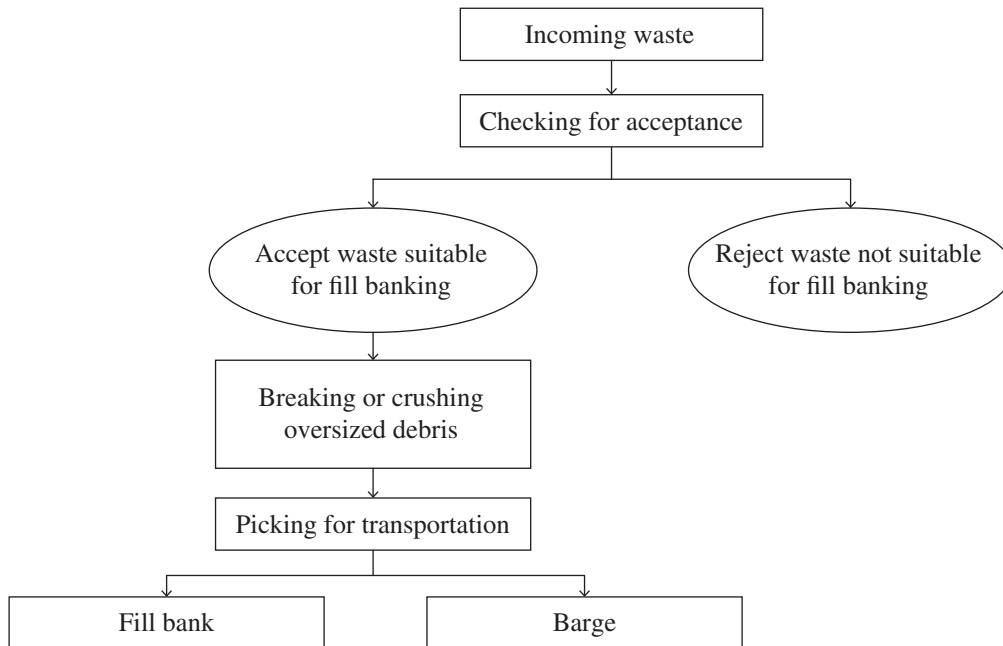 Incoming waste
Checking for acceptance
Accept waste suitable
for fill banking
Reject waste not suitable
for fill banking
Breaking or crushing
oversized debris
Picking for transportation
Fill bank
Barge